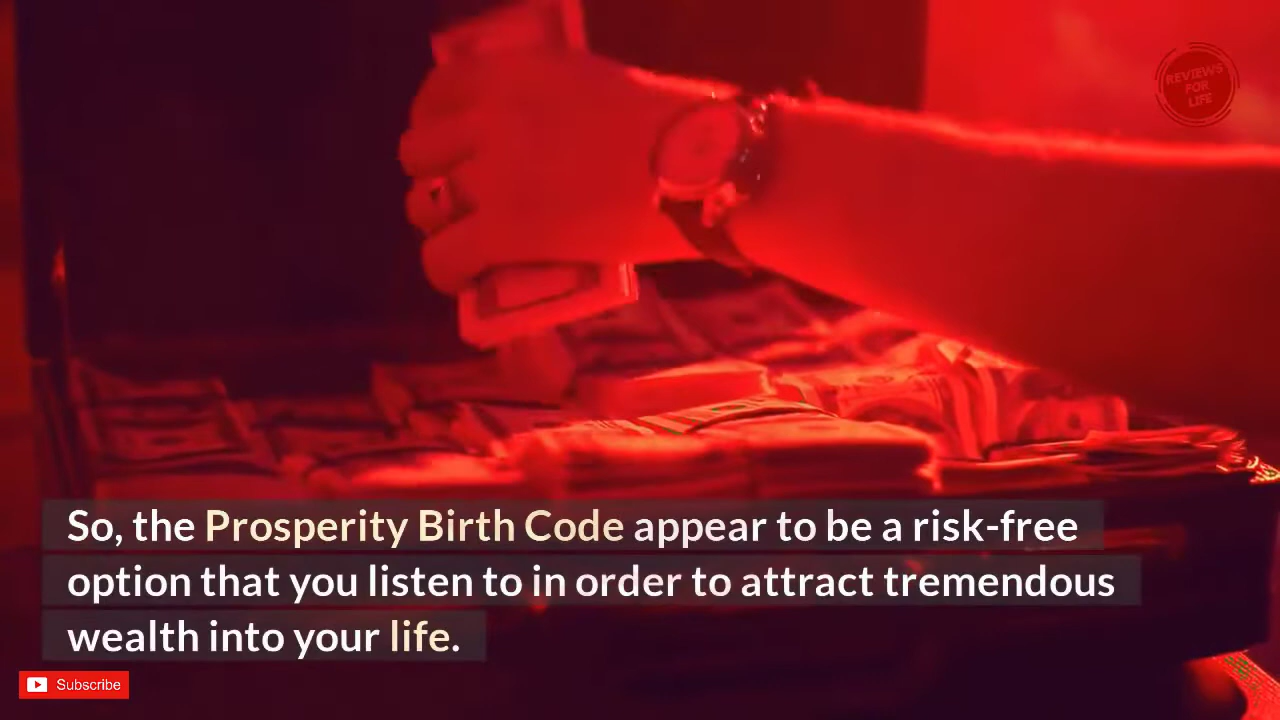 REVIEWS
FOR
LIFE
So, the Prosperity Birth Code appear to be a risk-free
option that you listen to in order to attract tremendous
wealth into your life.
Subscribe